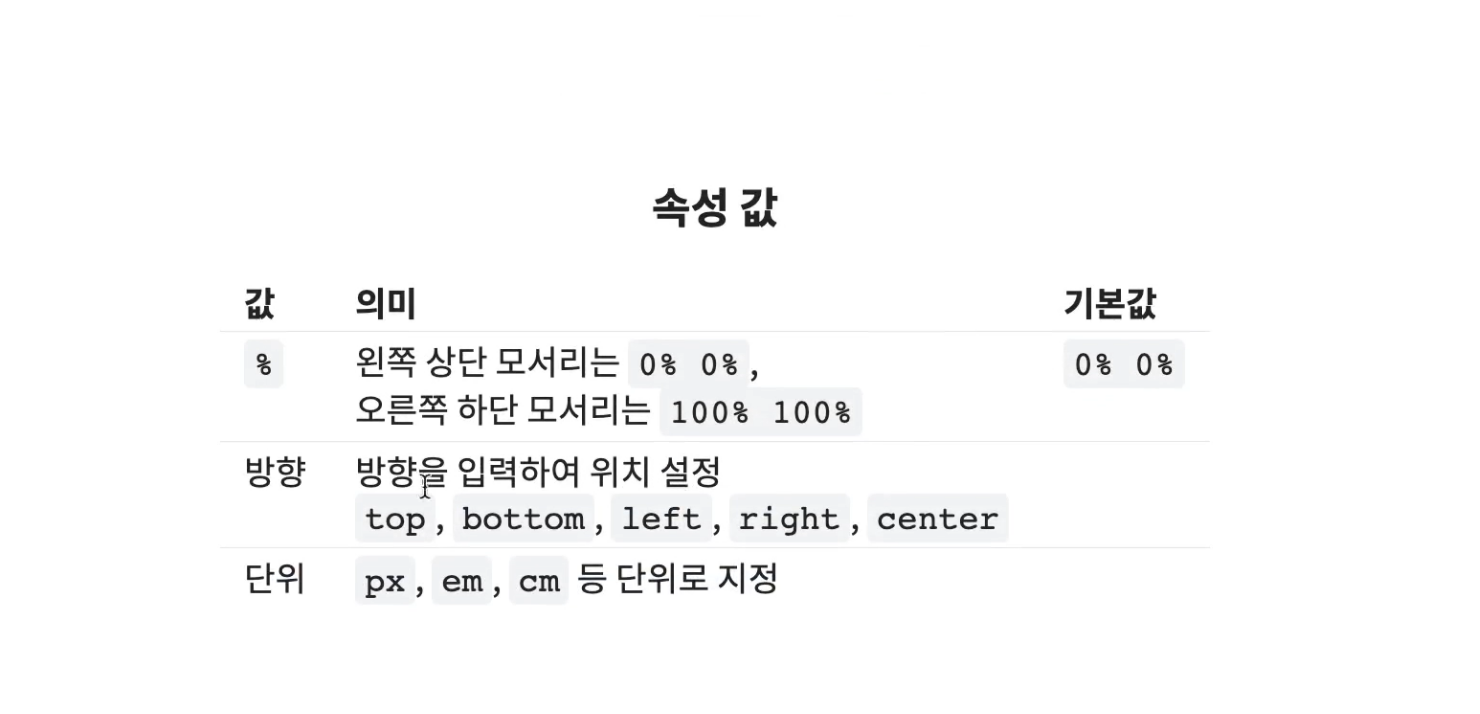 속성 값
값 의미 기본값
% 왼쪽 상단 모서리는 0% 0%, 0% 0%
오른쪽 하단 모서리는 100% 100%
방향 방향을 입력하여 위치 설정
top, bottom, left, right, center
단위 px, em, cm 등 단위로 지정